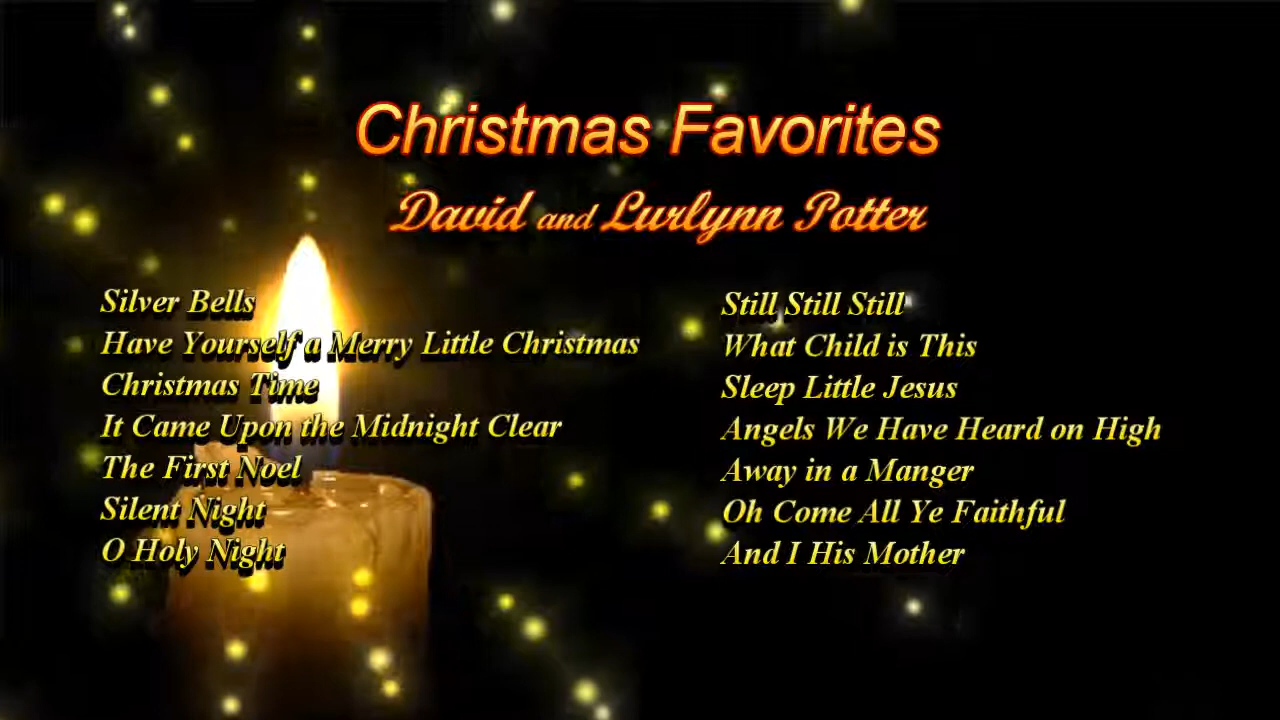 Christmas Favorites
David and Lurlynn Potter
Silver Bells
Have Yourself a Merry Little Christmas
Christmas Time
It Came Upon the Midnight Clear
The First Noel
Silent Night
O Holy Night
Still Still Still
What Child is This
Sleep Little Jesus
Angels We Have Heard on High
Away in a Manger
Oh Come All Ye Faithful
And I His Mother